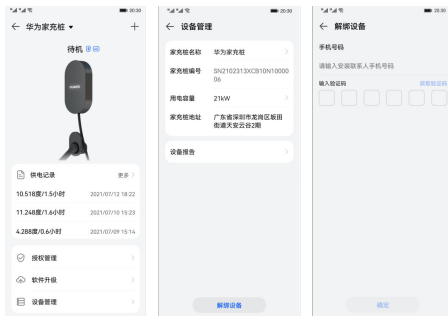 20:30
华为家充桩
待机
供电记录
更多
10.518度/1.5小时
2021/07/12 18:22
11.248度/1.6小时
2021/07/10 15:23
4.288度/0.6小时
2021/07/09 15:14
授权管理
软件升级
设备管理
20:30
设备管理
家充桩名称
华为家充桩
家充桩编号
SN2102313XCB10N10000
06
用电容量
21kW
家充桩地址
广东省深圳市龙岗区坂田
街道天安云谷2期
设备报告
解绑设备
20:30
解绑设备
手机号码
请输入安装联系人手机号码
输入验证码
获取验证码
确定